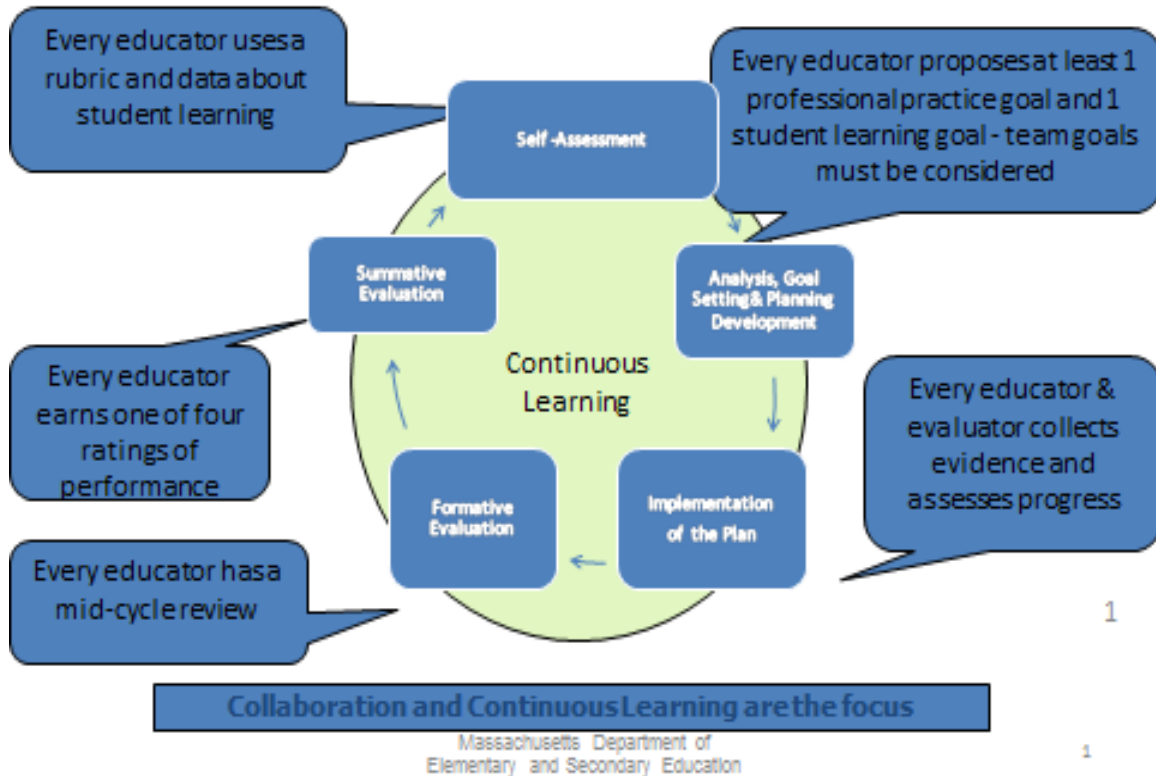 Every educator uses a
rubric and data about
student learning
Every educator proposes at least 1
professional practice goal and 1
student learning goal - team goals
must be considered
Self -Assessment
Summative
Evaluation
Analysis, Goal
Setting & Planning
Development
Continuous
Learning
Every educator
earns one of four
ratings of
performance
Every educator &
evaluator collects
evidence and
assesses progress
Formative
Evaluation
Implementation
of the Plan
Every educator has a
mid-cycle review
1
Collaboration and Continuous Learning are the focus
Massachusetts Department of
Elementary and Secondary Education
1